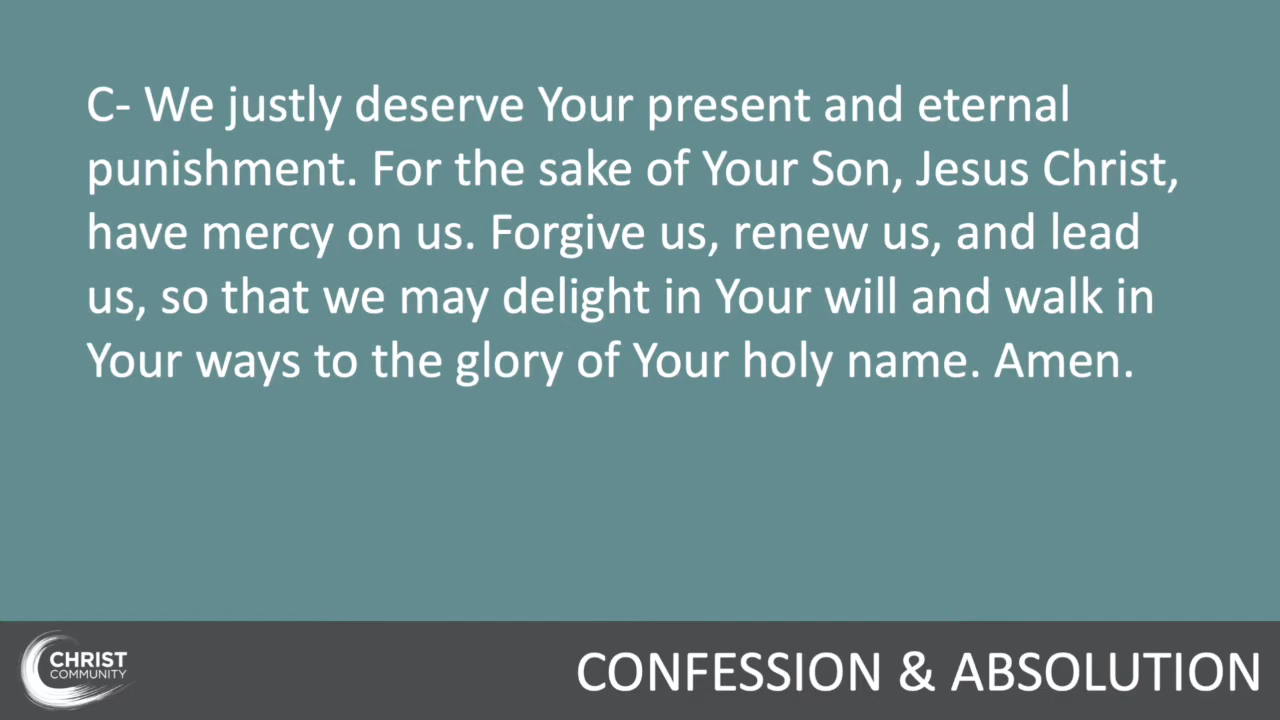 C- We justly deserve Your present and eternal
punishment. For the sake of Your Son, Jesus Christ,
have mercy on us. Forgive us, renew us, and lead
us, so that we may delight in Your will and walk in
Your ways to the glory of Your holy name. Amen.
CHRIST
COMMUNITY
CONFESSION & ABSOLUTION